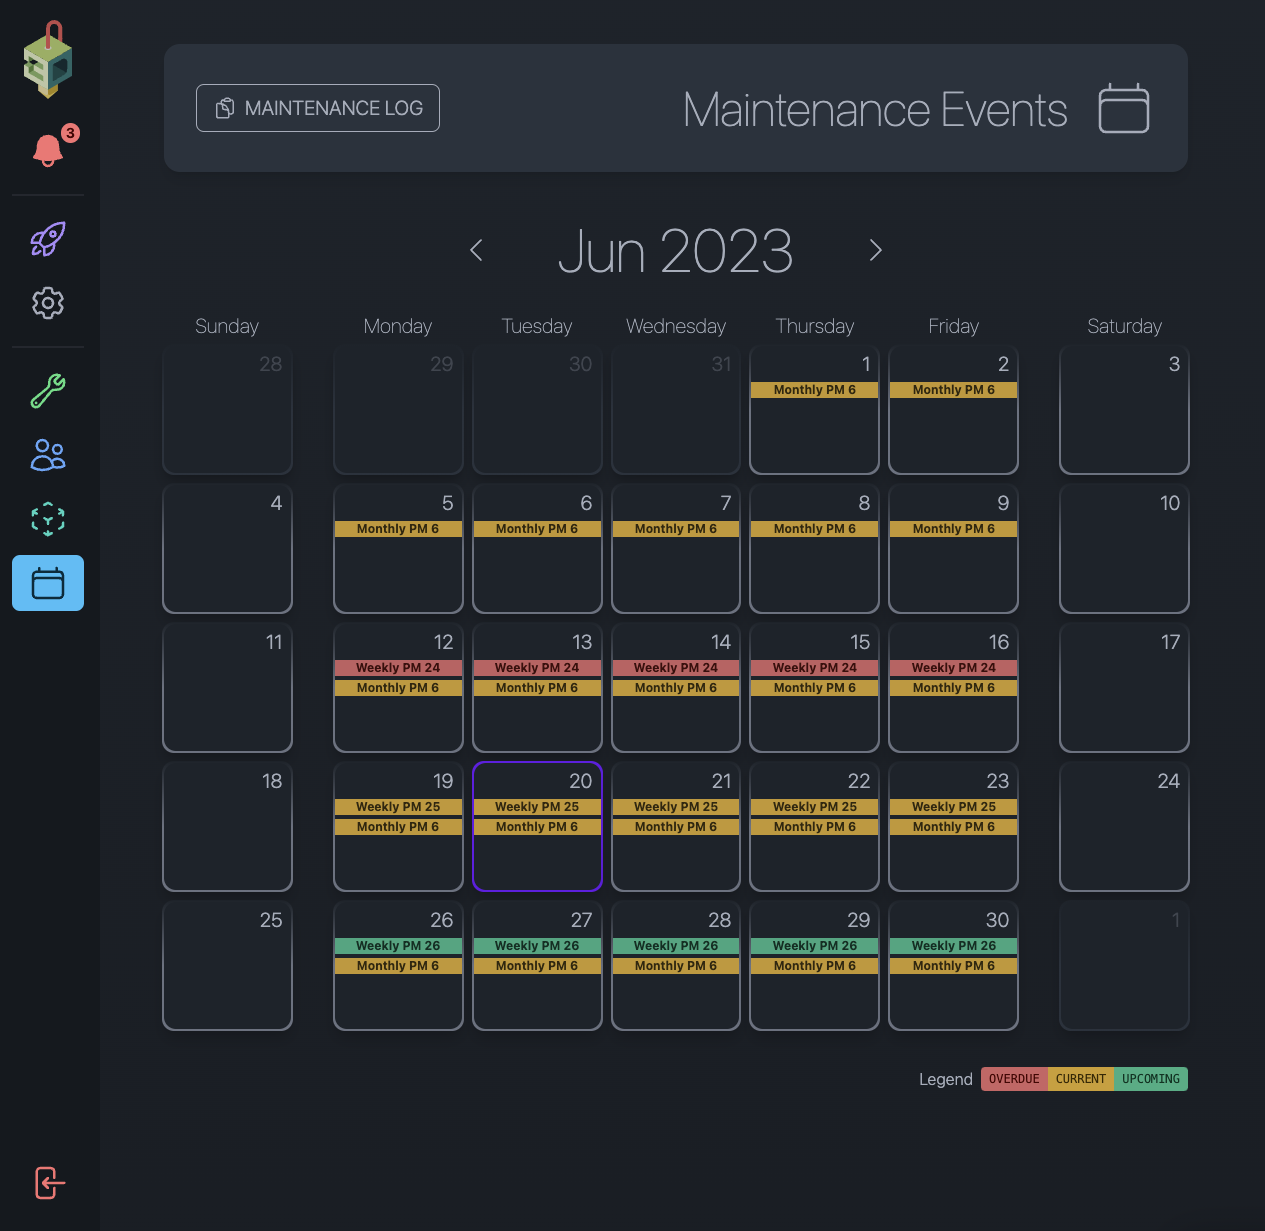 3
MAINTENANCE LOG
Maintenance Events
Jun 2023
Sunday Monday Tuesday Wednesday Thursday Friday Saturday
28 29 30 31 1 2 3
Monthly PM 6 Monthly PM 6
4 5 6 7 8 9 10
Monthly PM 6 Monthly PM 6 Monthly PM 6 Monthly PM 6 Monthly PM 6
11 12 13 14 15 16 17
Weekly PM 24 Weekly PM 24 Weekly PM 24 Weekly PM 24 Weekly PM 24
Monthly PM 6 Monthly PM 6 Monthly PM 6 Monthly PM 6 Monthly PM 6
18 19 20 21 22 23 24
Weekly PM 25 Weekly PM 25 Weekly PM 25 Weekly PM 25 Weekly PM 25
Monthly PM 6 Monthly PM 6 Monthly PM 6 Monthly PM 6 Monthly PM 6
25 26 27 28 29 30 1
Weekly PM 26 Weekly PM 26 Weekly PM 26 Weekly PM 26 Weekly PM 26
Monthly PM 6 Monthly PM 6 Monthly PM 6 Monthly PM 6 Monthly PM 6
Legend OVERDUE CURRENT UPCOMING